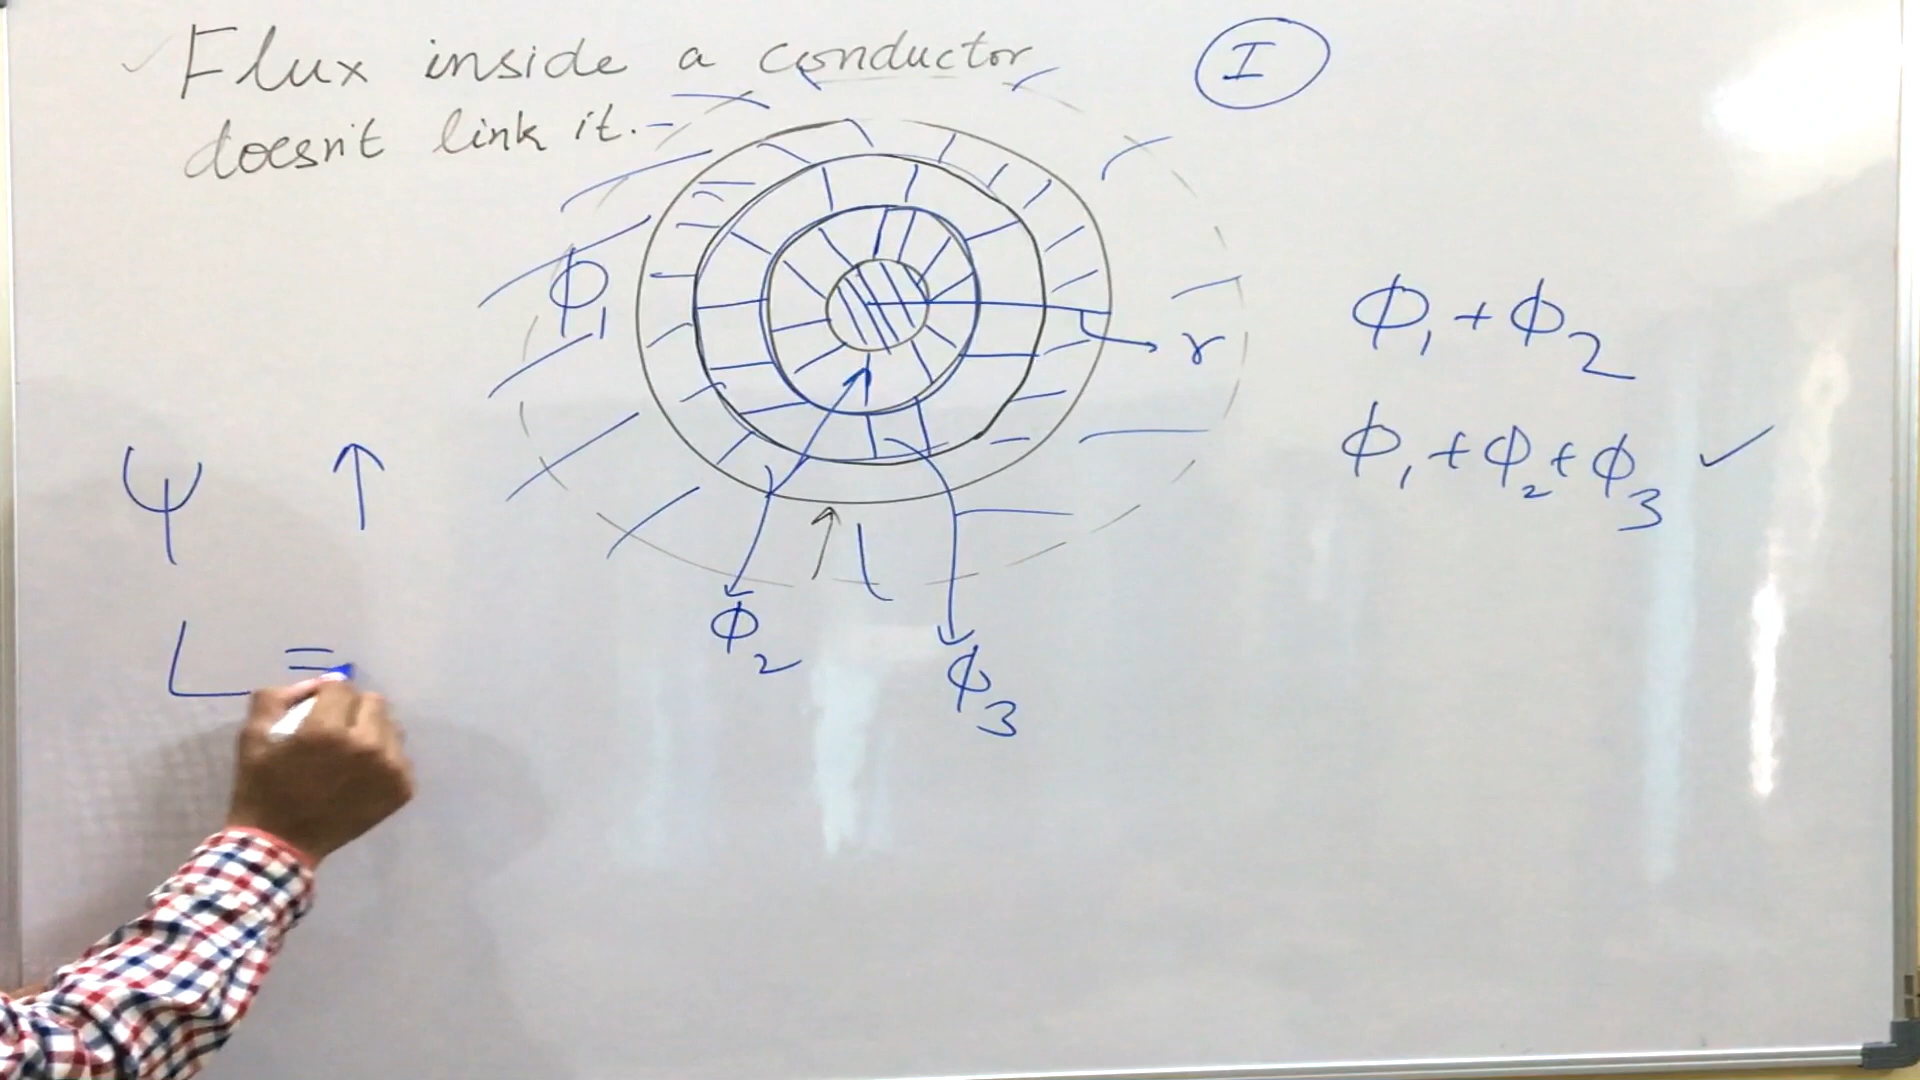 Flux inside a conductor
doesn't link it.
I
ϕ₁
r
ϕ₁ + ϕ₂
ϕ₁ + ϕ₂ + ϕ₃ ✓
ψ ↑
L =
ϕ₂
ϕ₃